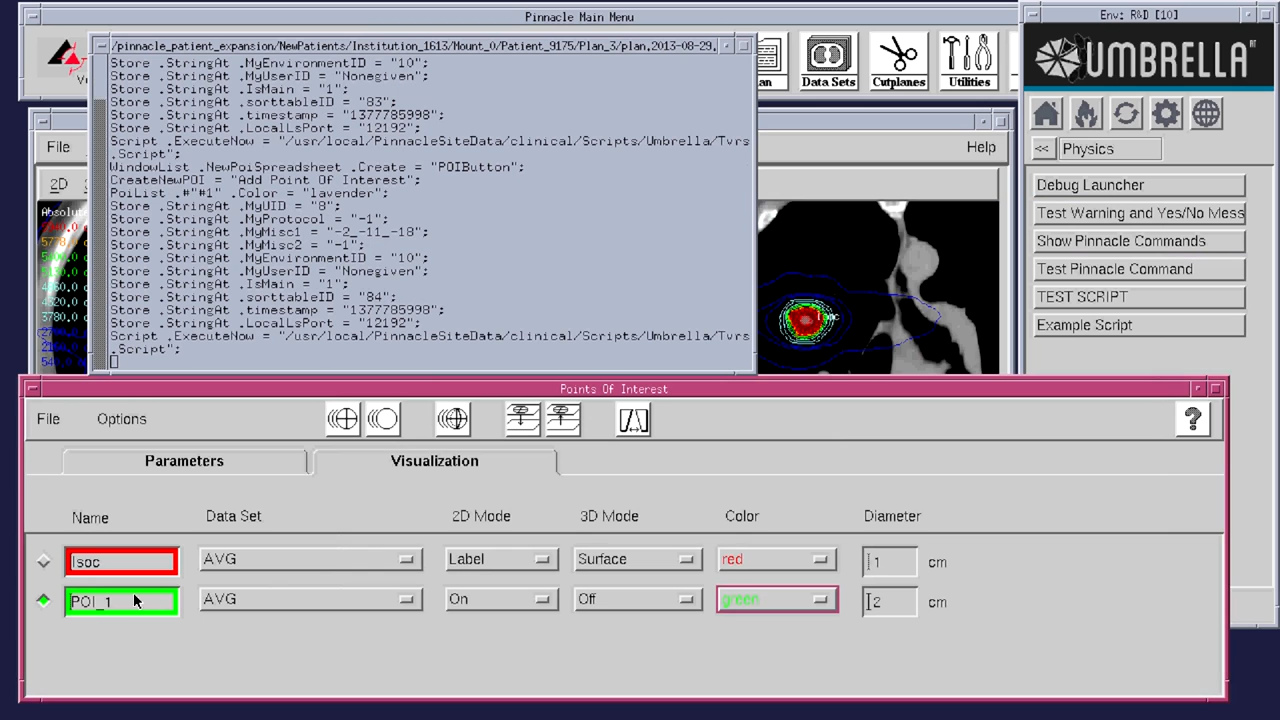 Pinnacle Main Menu
Env: R&D [10]
/pinnacle_patient_expansion/NewPatients/Institution_1613/Mount_0/Patient_9175/Plan_3/plan,2013-08-29,
Store .StringAt .MyEnvironmentID = "10";
Store .StringAt .MyUserID = "Nonegiven";
Store .StringAt .IsMain = "1";
Store .StringAt .sorttableID = "83";
Store .StringAt .timestamp = "1377785998";
Store .StringAt .LocalLsPort = "12192";
Script .ExecuteNow = "/usr/local/PinnacleSiteData/clinical/Scripts/Umbrella/Tvrs
.Script";
WindowList .NewPoiSpreadsheet .Create = "POIButton";
CreateNewPOI = "Add Point Of Interest";
PoiList .#"#1" .Color = "lavender";
Store .StringAt .MyUID = "8";
Store .StringAt .MyProtocol = "-1";
Store .StringAt .MyMisc1 = "-2_-11_-18";
Store .StringAt .MyMisc2 = "-1";
Store .StringAt .MyEnvironmentID = "10";
Store .StringAt .MyUserID = "Nonegiven";
Store .StringAt .IsMain = "1";
Store .StringAt .sorttableID = "84";
Store .StringAt .timestamp = "1377785998";
Store .StringAt .LocalLsPort = "12192";
Script .ExecuteNow = "/usr/local/PinnacleSiteData/clinical/Scripts/Umbrella/Tvrs
.Script";
Data Sets
Cutplanes
Utilities
File
Help
2D
UMBRELLA
<< Physics
Debug Launcher
Test Warning and Yes/No Mess
Show Pinnacle Commands
Test Pinnacle Command
TEST SCRIPT
Example Script
Points Of Interest
File Options ?
Parameters Visualization
Name Data Set 2D Mode 3D Mode Color Diameter
Isoc AVG Label Surface red 1 cm
POI_1 AVG On Off green 2 cm